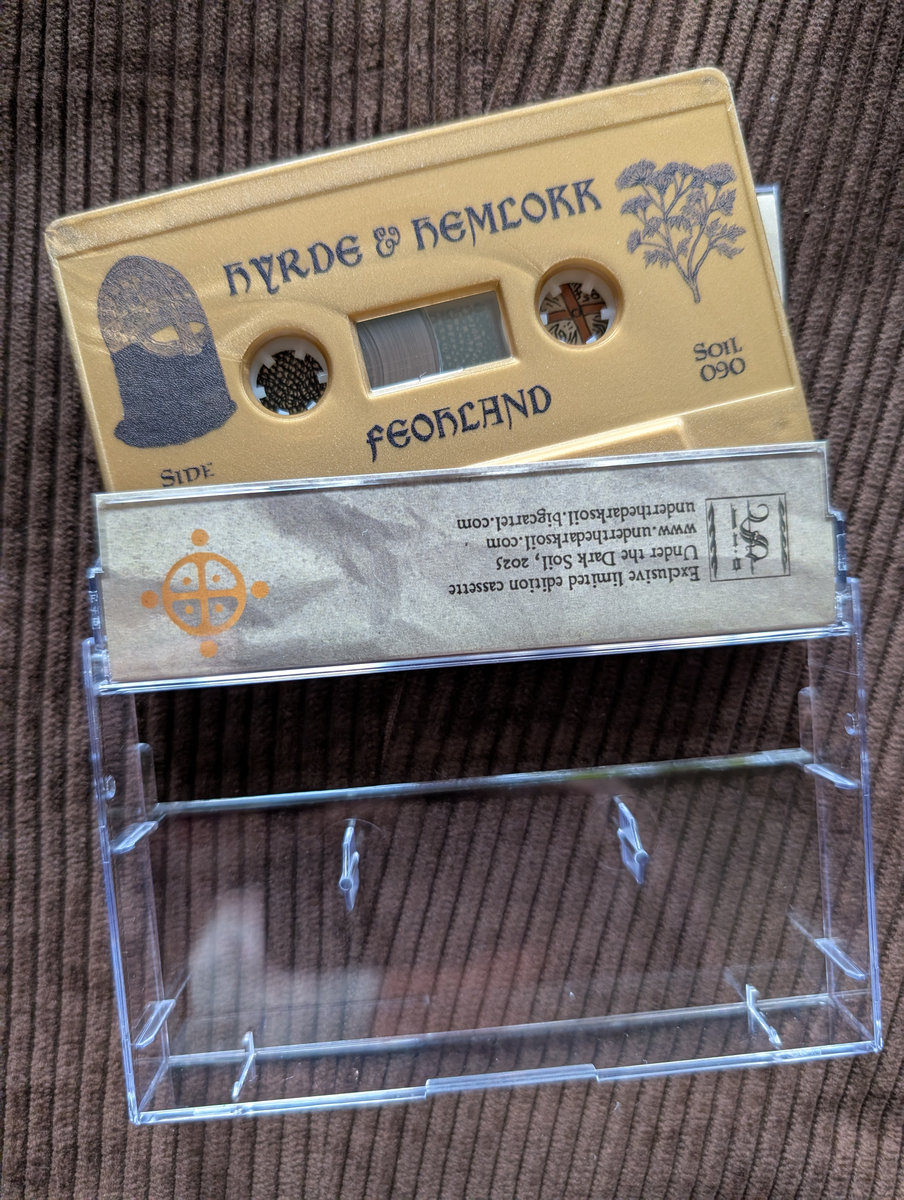 HYRDE & HEMLOKK
FEOHLAND
SOIL
090
SIDE
Exclusive limited edition cassette
Under the Dark Soil, 2025
www.underthedarksoil.com
underthedarksoil.bigcartel.com